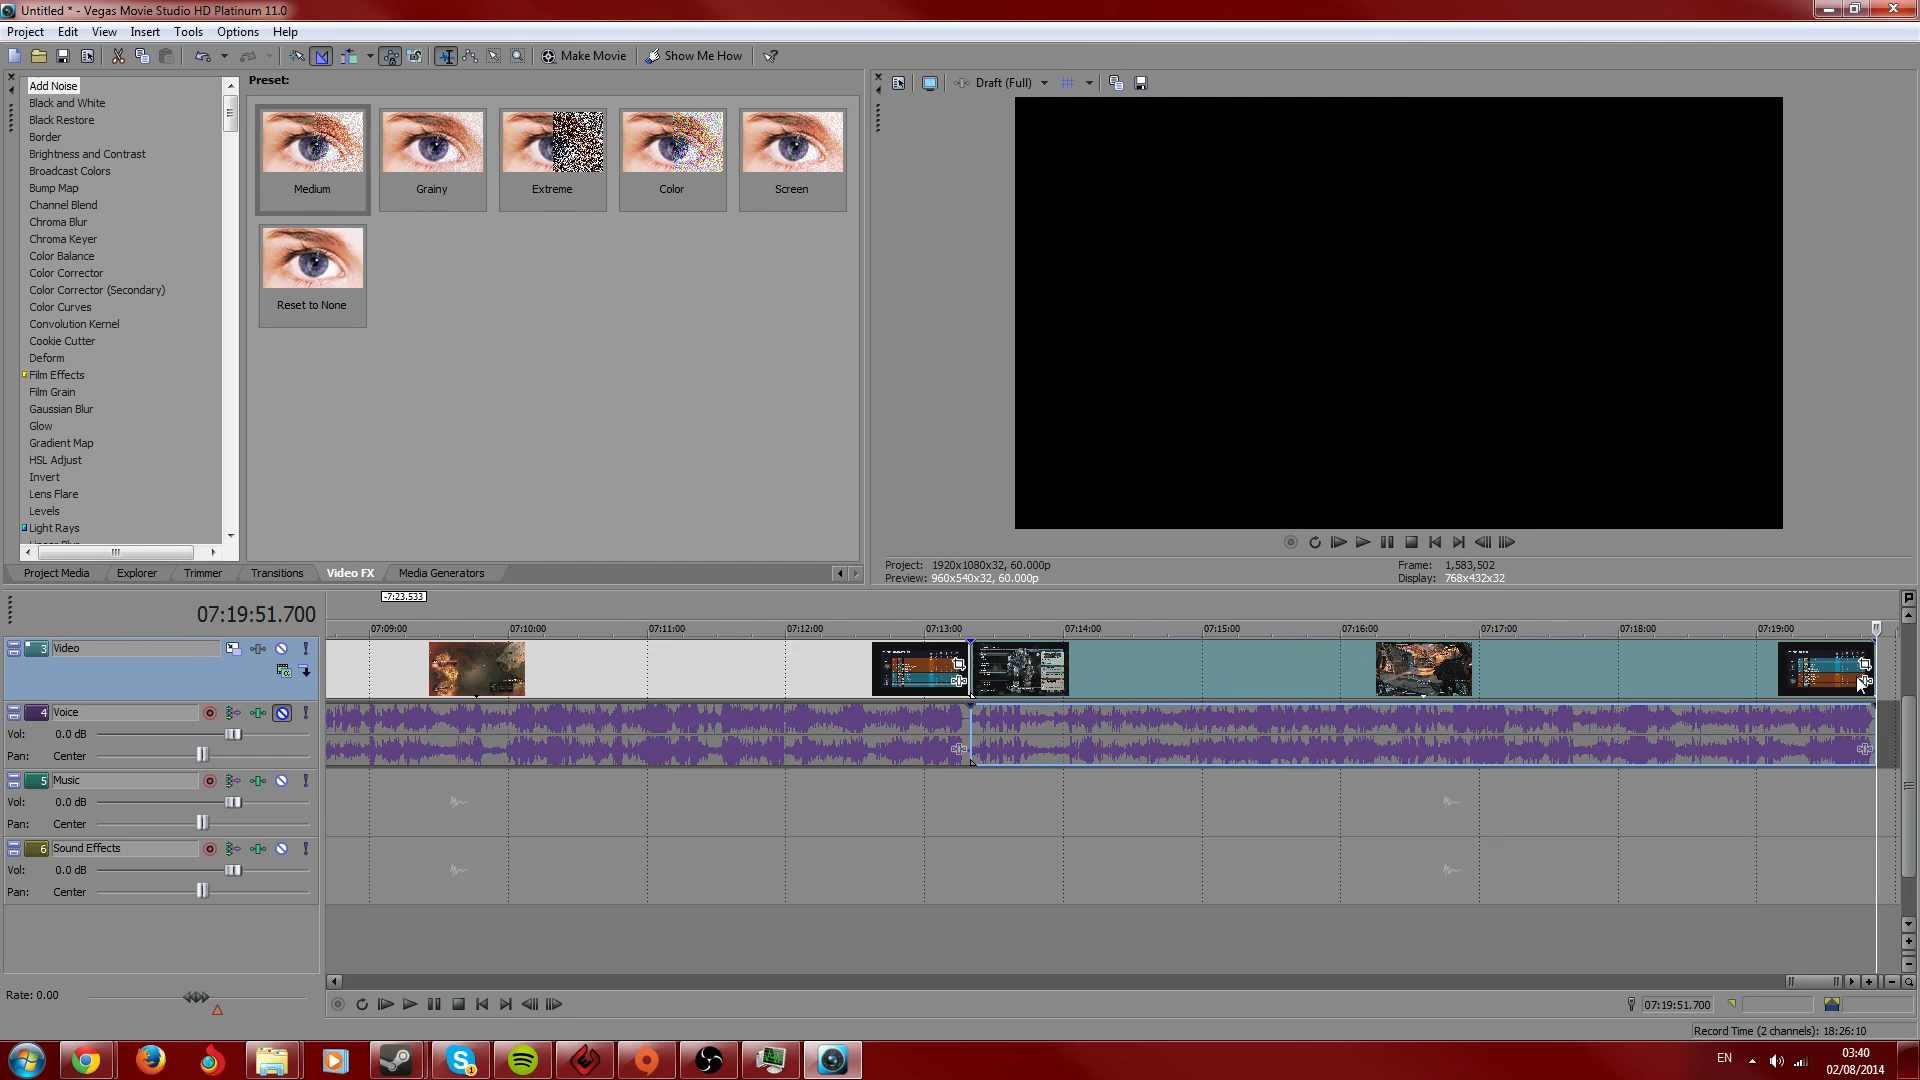 Untitled * - Vegas Movie Studio HD Platinum 11.0
Project Edit View Insert Tools Options Help
Make Movie Show Me How
Add Noise
Black and White
Black Restore
Border
Brightness and Contrast
Broadcast Colors
Bump Map
Channel Blend
Chroma Blur
Chroma Keyer
Color Balance
Color Corrector
Color Corrector (Secondary)
Color Curves
Convolution Kernel
Cookie Cutter
Deform
Film Effects
Film Grain
Gaussian Blur
Glow
Gradient Map
HSL Adjust
Invert
Lens Flare
Levels
Light Rays
Preset:
Medium Grainy Extreme Color Screen
Reset to None
Draft (Full)
Project: 1920x1080x32, 60.000p
Preview: 960x540x32, 60.000p
Frame: 1,583,502
Display: 768x432x32
Project Media Explorer Trimmer Transitions Video FX Media Generators
07:19:51.700
-7:23.533
07:09:00 07:10:00 07:11:00 07:12:00 07:13:00 07:14:00 07:15:00 07:16:00 07:17:00 07:18:00 07:19:00
3 Video
4 Voice
Vol: 0.0 dB
Pan: Center
5 Music
Vol: 0.0 dB
Pan: Center
6 Sound Effects
Vol: 0.0 dB
Pan: Center
Rate: 0.00
07:19:51.700
Record Time (2 channels): 18:26:10
EN
03:40
02/08/2014